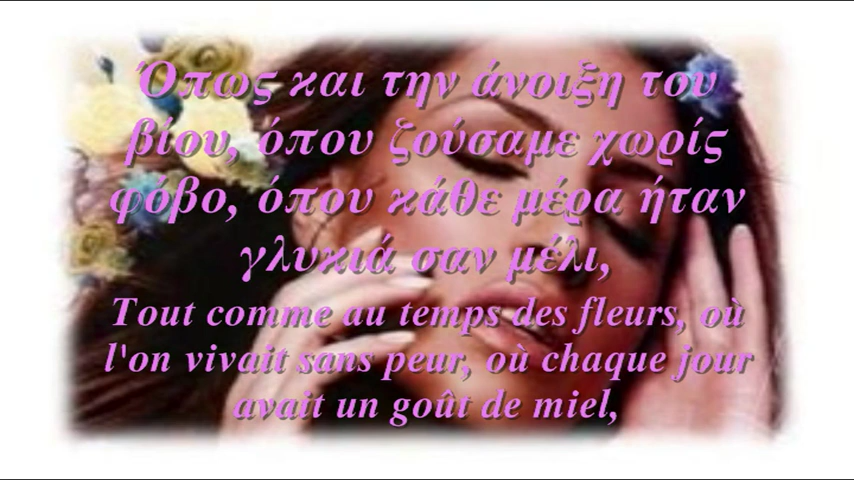 Όπως και την άνοιξη του
βίου, όπου ζούσαμε χωρίς
φόβο, όπου κάθε μέρα ήταν
γλυκιά σαν μέλι,
Tout comme au temps des fleurs, où
l'on vivait sans peur, où chaque jour
avait un goût de miel,